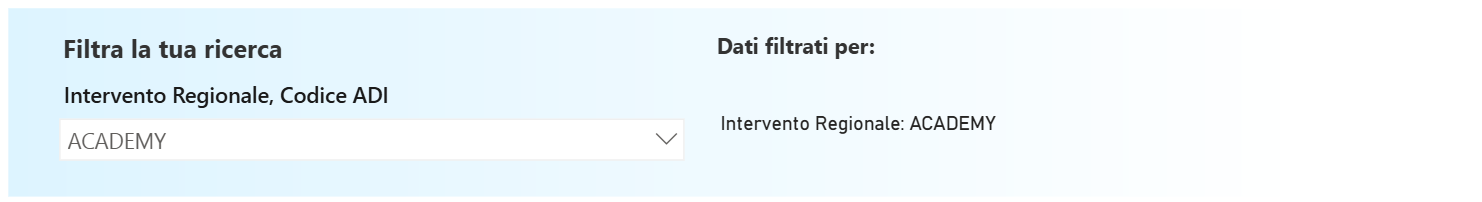 Filtra la tua ricerca
Intervento Regionale, Codice ADI
ACADEMY
Dati filtrati per:
Intervento Regionale: ACADEMY